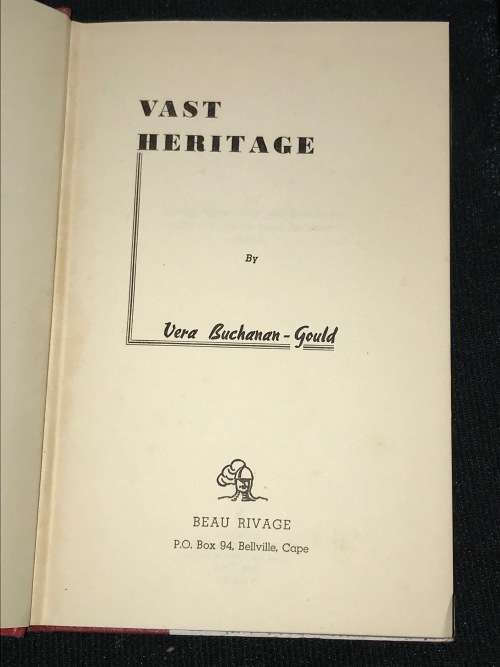 VAST
HERITAGE
By
Vera Buchanan-Gould
BEAU RIVAGE
P.O. Box 94, Bellville, Cape